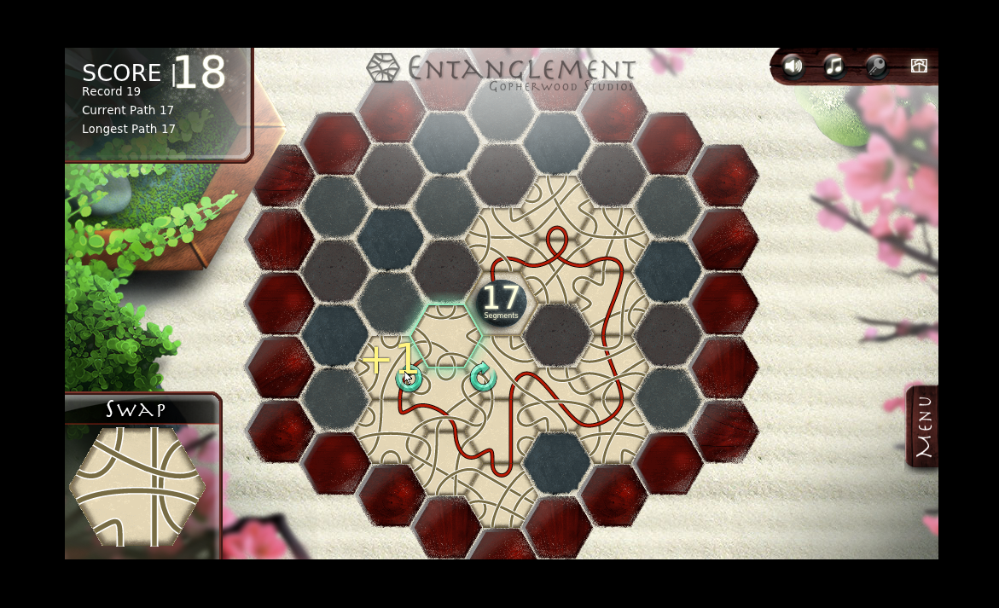 SCORE | 18
Record 19
Current Path 17
Longest Path 17
ENTANGLEMENT
GOPHERWOOD STUDIOS
17
Segments
+1
SWAP
MENU